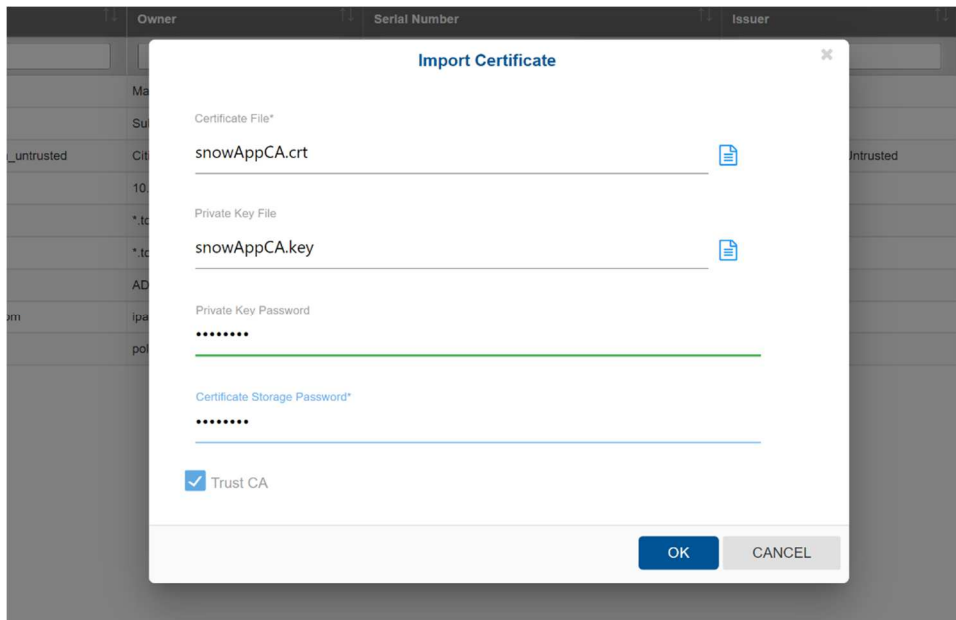 Owner
Serial Number
Issuer
Import Certificate
Ma
Certificate File*
Sul
snowAppCA.crt
_untrusted
Citi
Untrusted
10.
Private Key File
*.tc
snowAppCA.key
*.tc
AD
Private Key Password
om
ipa
••••••••
pol
Certificate Storage Password*
••••••••
Trust CA
OK
CANCEL